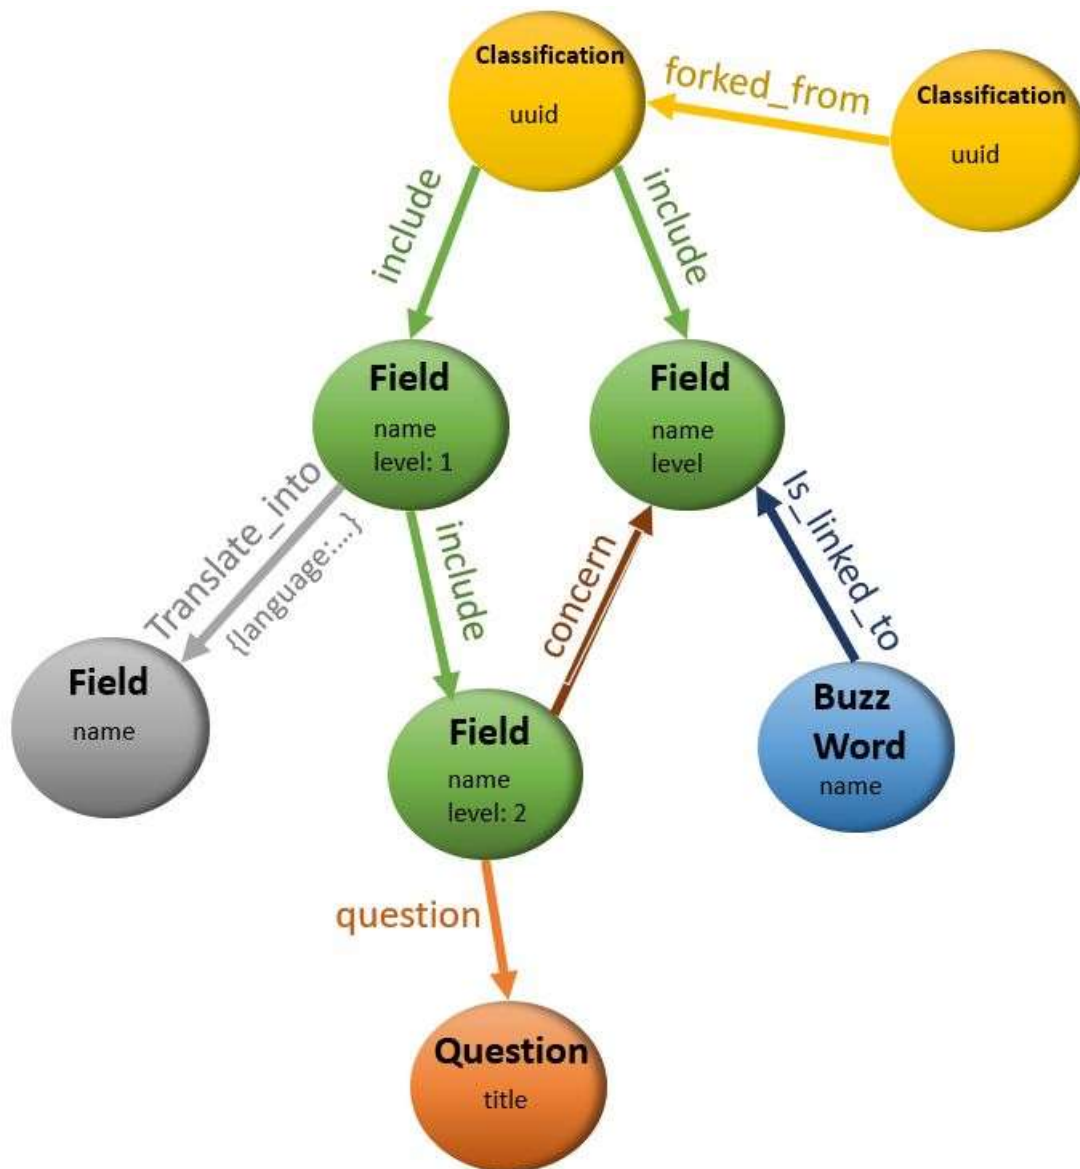 Classification
uuid
forked_from
Classification
uuid
include
include
Field
name
level: 1
Field
name
level
Translate_into
{language:...}
include
concern
Is_linked_to
Field
name
Field
name
level: 2
Buzz
Word
name
question
Question
title